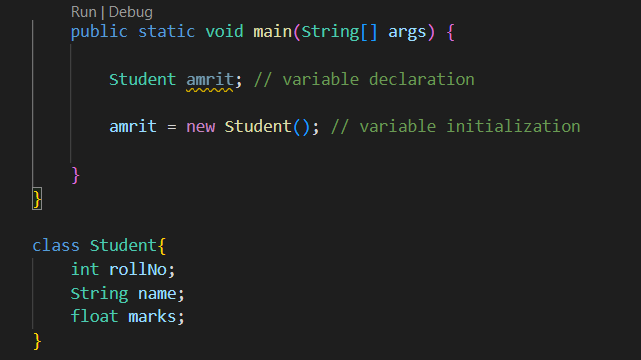 Run | Debug
public static void main(String[] args) {
Student amrit; // variable declaration
amrit = new Student(); // variable initialization
}
}
class Student{
int rollNo;
String name;
float marks;
}